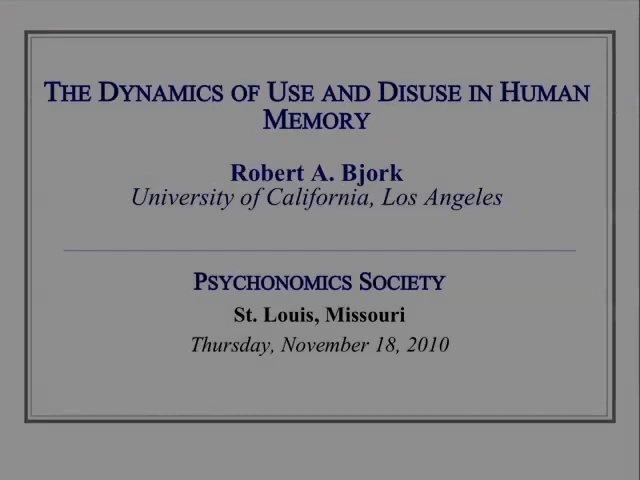 THE DYNAMICS OF USE AND DISUSE IN HUMAN
MEMORY
Robert A. Bjork
University of California, Los Angeles
PSYCHONOMICS SOCIETY
St. Louis, Missouri
Thursday, November 18, 2010